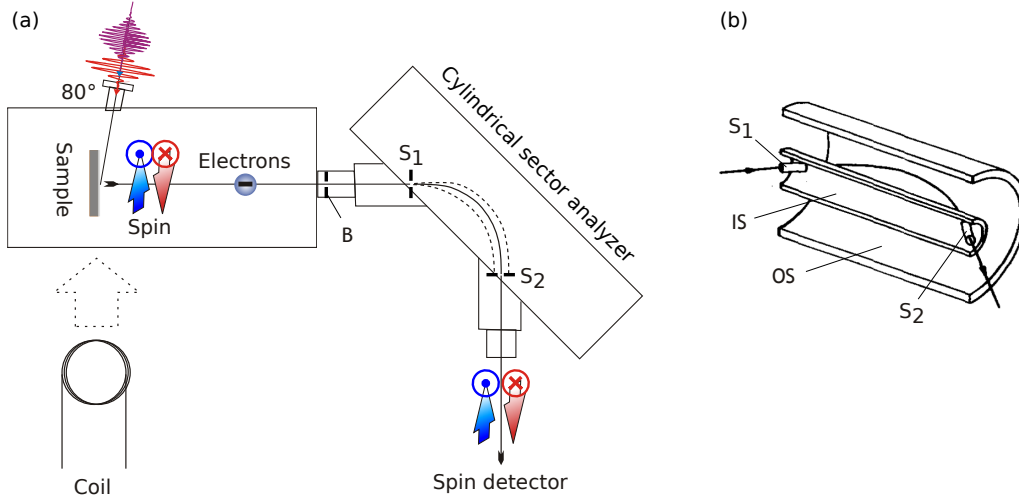 (a)
(b)
80°
Sample
Electrons
Spin
B
S1
Cylindrical sector analyzer
S2
Coil
Spin detector
S1
IS
OS
S2